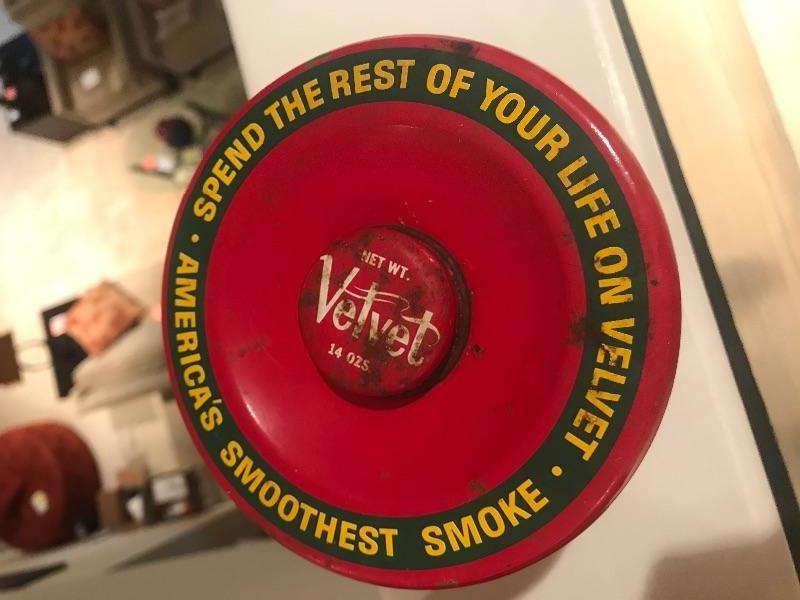 SPEND THE REST OF YOUR LIFE ON VELVET
• AMERICA'S SMOOTHEST SMOKE •
NET WT.
Velvet
14 OZS